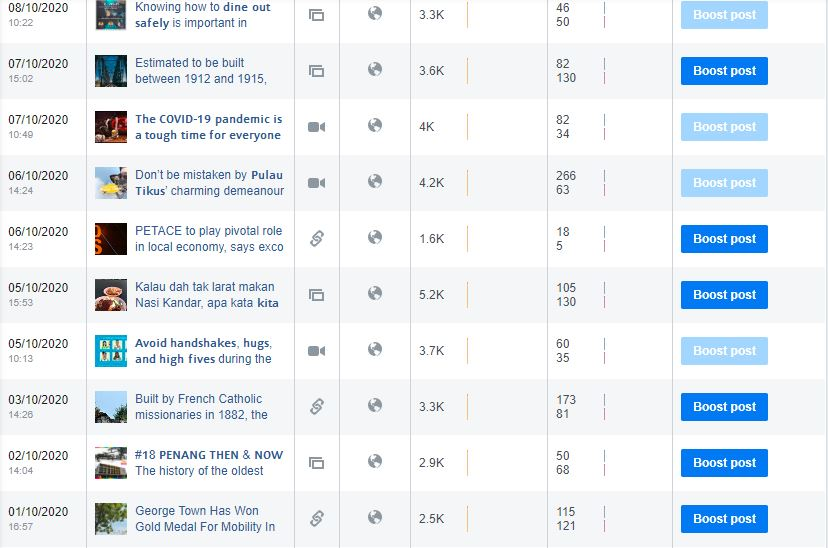 08/10/2020
10:22
Knowing how to dine out
safely is important in
3.3K
46
50
Boost post
07/10/2020
15:02
Estimated to be built
between 1912 and 1915,
3.6K
82
130
Boost post
07/10/2020
10:49
The COVID-19 pandemic is
a tough time for everyone
4K
82
34
Boost post
06/10/2020
14:24
Don't be mistaken by Pulau
Tikus' charming demeanour
4.2K
266
63
Boost post
06/10/2020
14:23
PETACE to play pivotal role
in local economy, says exco
1.6K
18
5
Boost post
05/10/2020
15:53
Kalau dah tak larat makan
Nasi Kandar, apa kata kita
5.2K
105
130
Boost post
05/10/2020
10:13
Avoid handshakes, hugs,
and high fives during the
3.7K
60
35
Boost post
03/10/2020
14:26
Built by French Catholic
missionaries in 1882, the
3.3K
173
81
Boost post
02/10/2020
14:04
#18 PENANG THEN & NOW
The history of the oldest
2.9K
50
68
Boost post
01/10/2020
16:57
George Town Has Won
Gold Medal For Mobility In
2.5K
115
121
Boost post